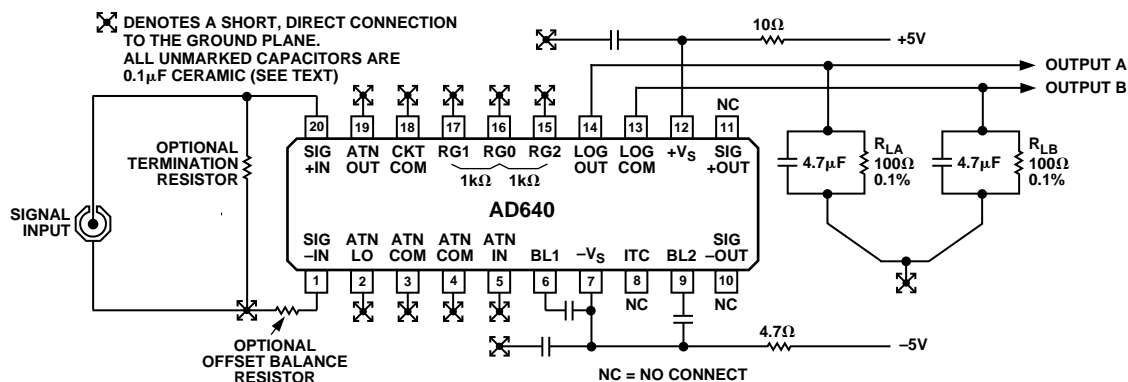 DENOTES A SHORT, DIRECT CONNECTION
TO THE GROUND PLANE.
ALL UNMARKED CAPACITORS ARE
0.1μF CERAMIC (SEE TEXT)
10Ω
+5V
OUTPUT A
OUTPUT B
NC
20 19 18 17 16 15 14 13 12 11
SIG +IN
ATN OUT
CKT COM
RG1
RG0
RG2
LOG OUT
LOG COM
+VS
SIG +OUT
1kΩ 1kΩ
4.7μF
RLA
100Ω
0.1%
4.7μF
RLB
100Ω
0.1%
OPTIONAL
TERMINATION
RESISTOR
SIGNAL
INPUT
AD640
SIG –IN
ATN LO
ATN COM
ATN COM
ATN IN
BL1
–VS
ITC
BL2
SIG –OUT
1 2 3 4 5 6 7 8 9 10
NC
NC
OPTIONAL
OFFSET BALANCE
RESISTOR
4.7Ω
–5V
NC = NO CONNECT